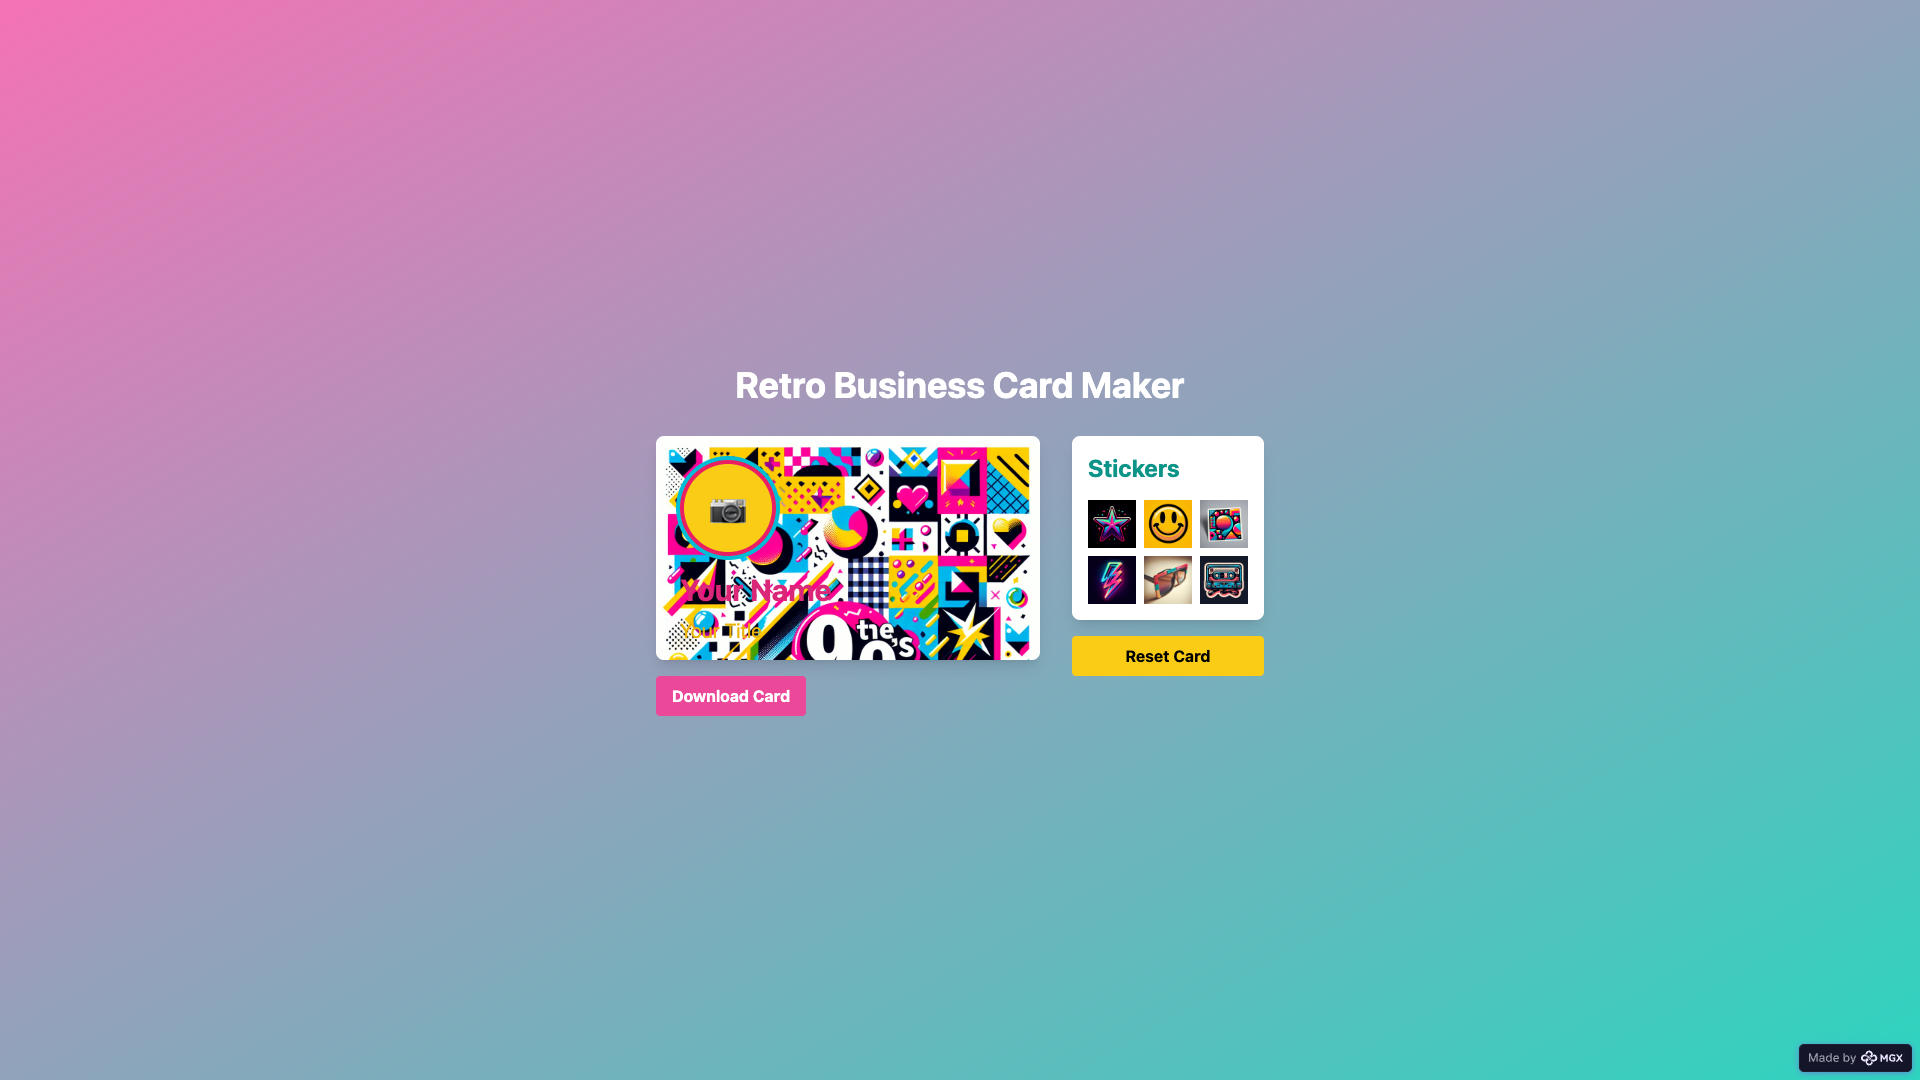 Retro Business Card Maker
Your Name
Your Title
the
90's
Download Card
Stickers
Reset Card
Made by MGX